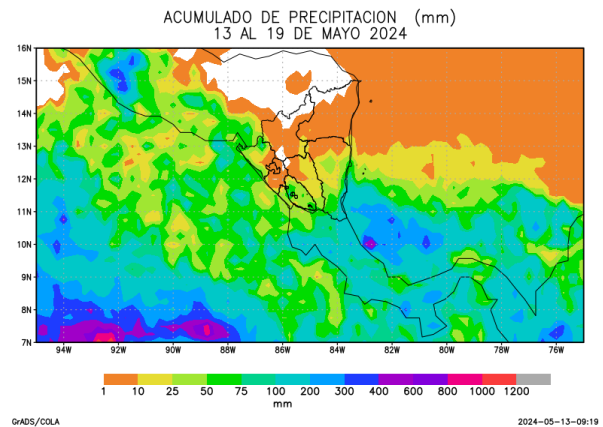 ACUMULADO DE PRECIPITACION (mm)
13 AL 19 DE MAYO 2024
16N
15N
14N
13N
12N
11N
10N
9N
8N
7N
94W 92W 90W 88W 86W 84W 82W 80W 78W 76W
1 10 25 50 75 100 200 300 400 600 800 1000 1200
mm
GrADS/COLA 2024-05-13-09:19